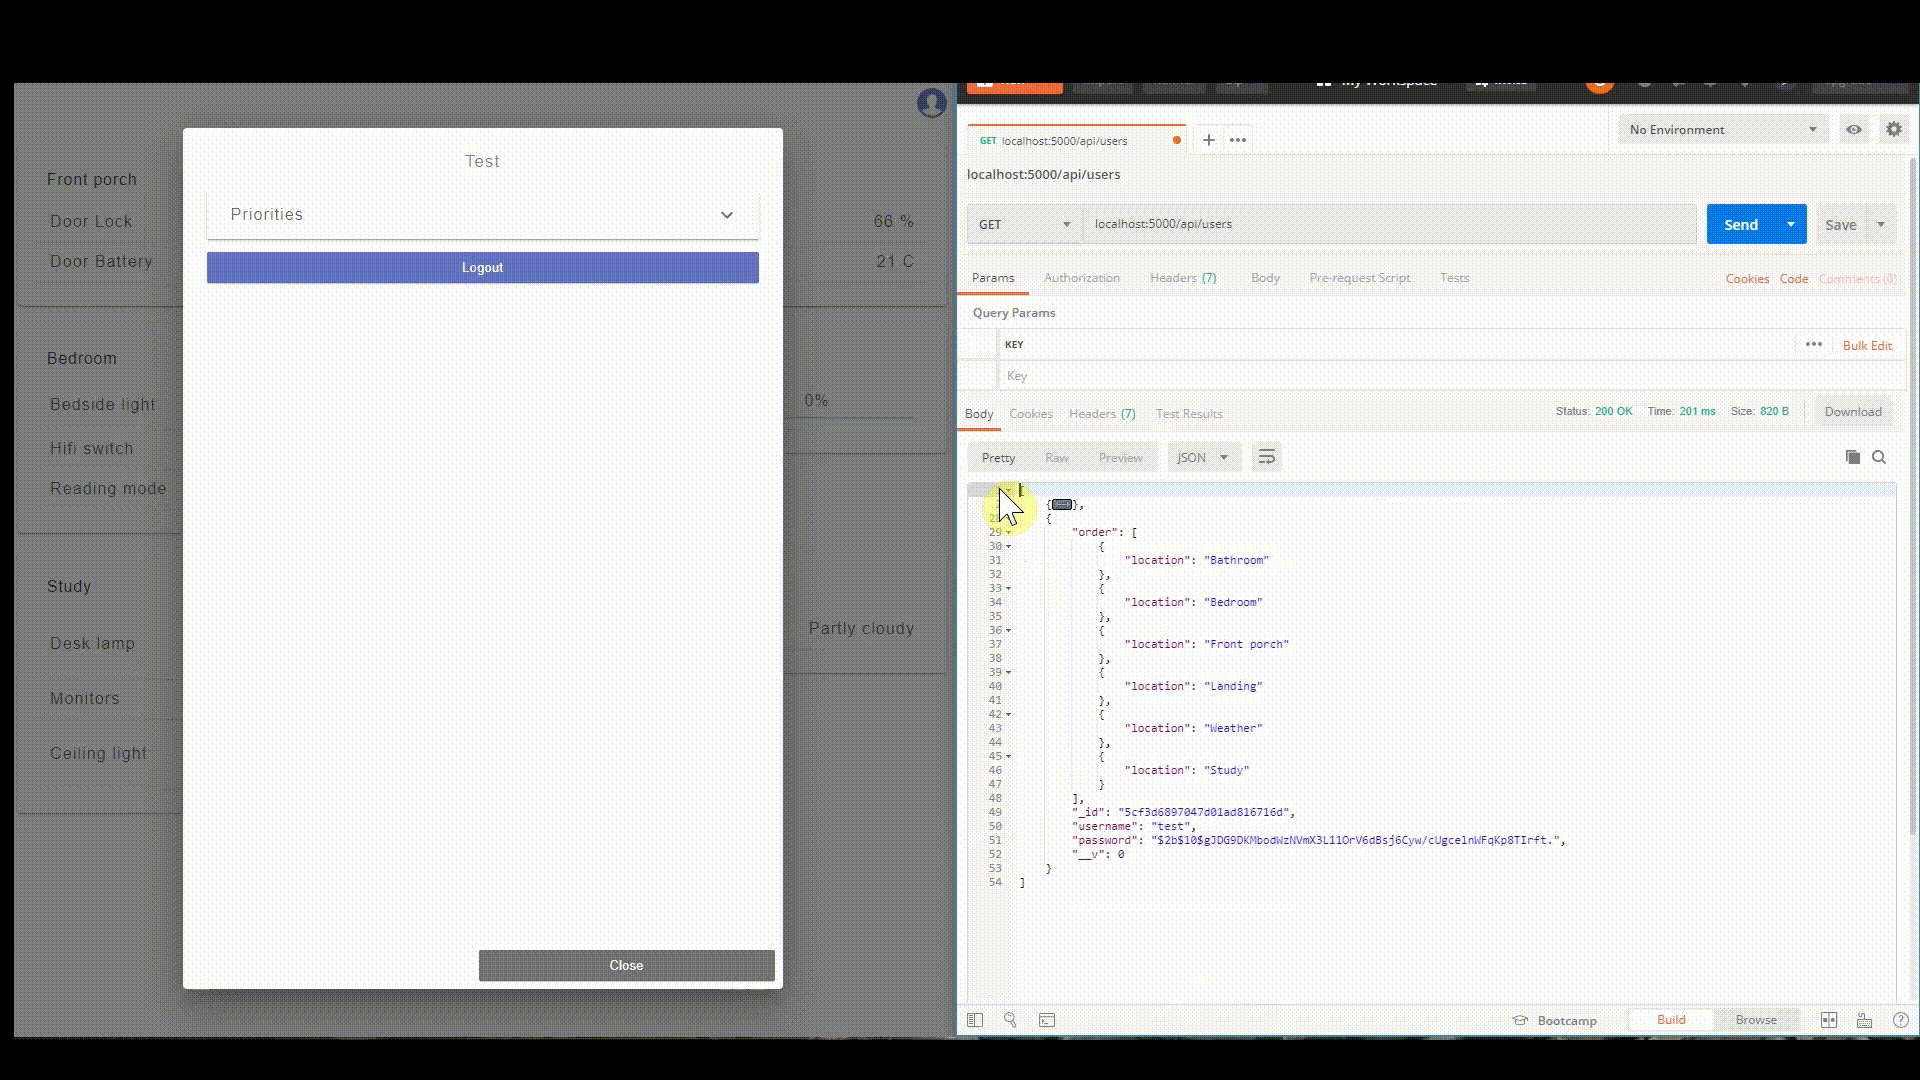 Test
Priorities
Logout
Close
Front porch
Door Lock
66 %
Door Battery
21 C
Bedroom
Bedside light
0%
Hifi switch
Reading mode
Study
Desk lamp
Partly cloudy
Monitors
Ceiling light
My Workspace
GET localhost:5000/api/users
No Environment
localhost:5000/api/users
GET
localhost:5000/api/users
Send
Save
Params
Authorization
Headers (7)
Body
Pre-request Script
Tests
Cookies
Code
Comments (0)
Query Params
KEY
Bulk Edit
Key
Body
Cookies
Headers (7)
Test Results
Status: 200 OK
Time: 201 ms
Size: 820 B
Download
Pretty
Raw
Preview
JSON
[
{ },
{
29 "order": [
30 {
31 "location": "Bathroom"
32 },
33 {
34 "location": "Bedroom"
35 },
36 {
37 "location": "Front porch"
38 },
39 {
40 "location": "Landing"
41 },
42 {
43 "location": "Weather"
44 },
45 {
46 "location": "Study"
47 }
48 ],
49 "_id": "5cf3d6897047d01ad816716d",
50 "username": "test",
51 "password": "$2b$10$gJDG9DKMbodWzNVmX3L11OrV6dBsj6Cyw/cUgcelnWFqKp8TIrft.",
52 "__v": 0
53 }
54 ]
Bootcamp
Build
Browse